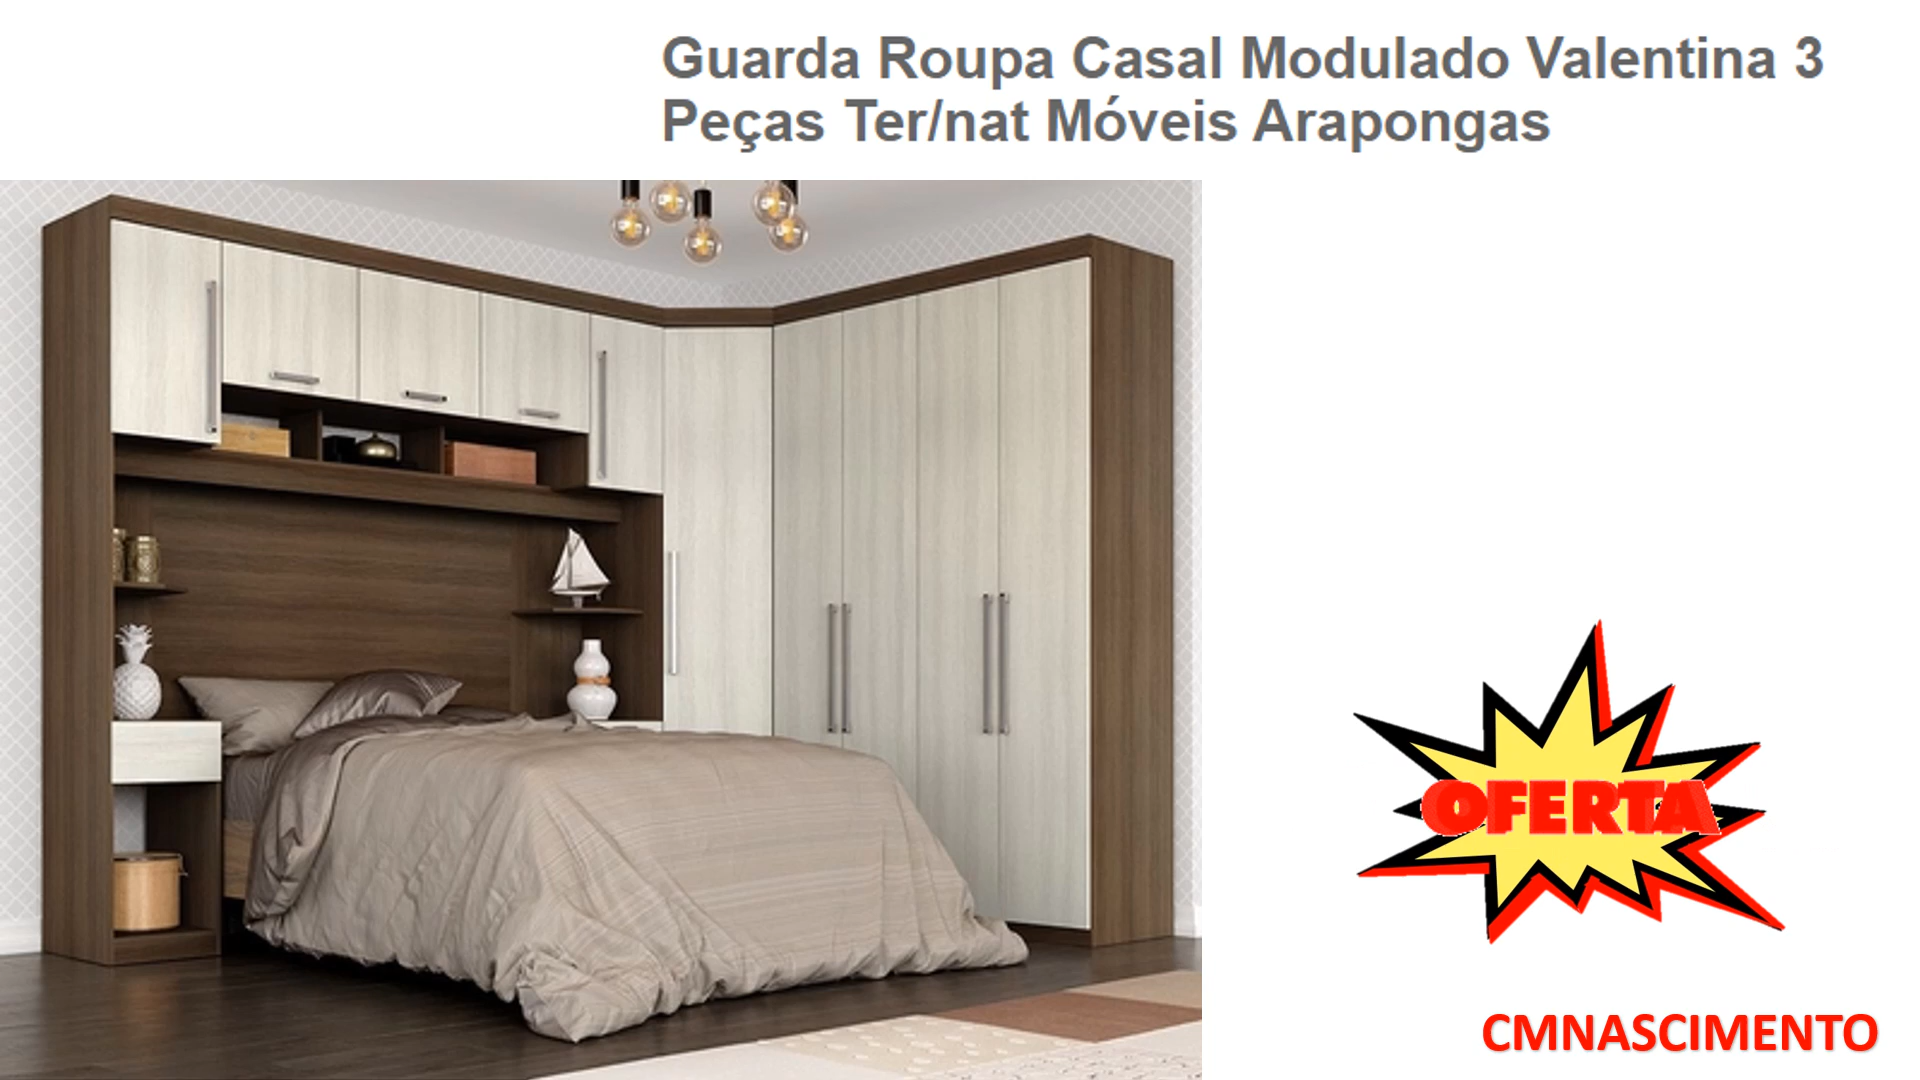 Guarda Roupa Casal Modulado Valentina 3
Peças Ter/nat Móveis Arapongas
OFERTA
CMNASCIMENTO